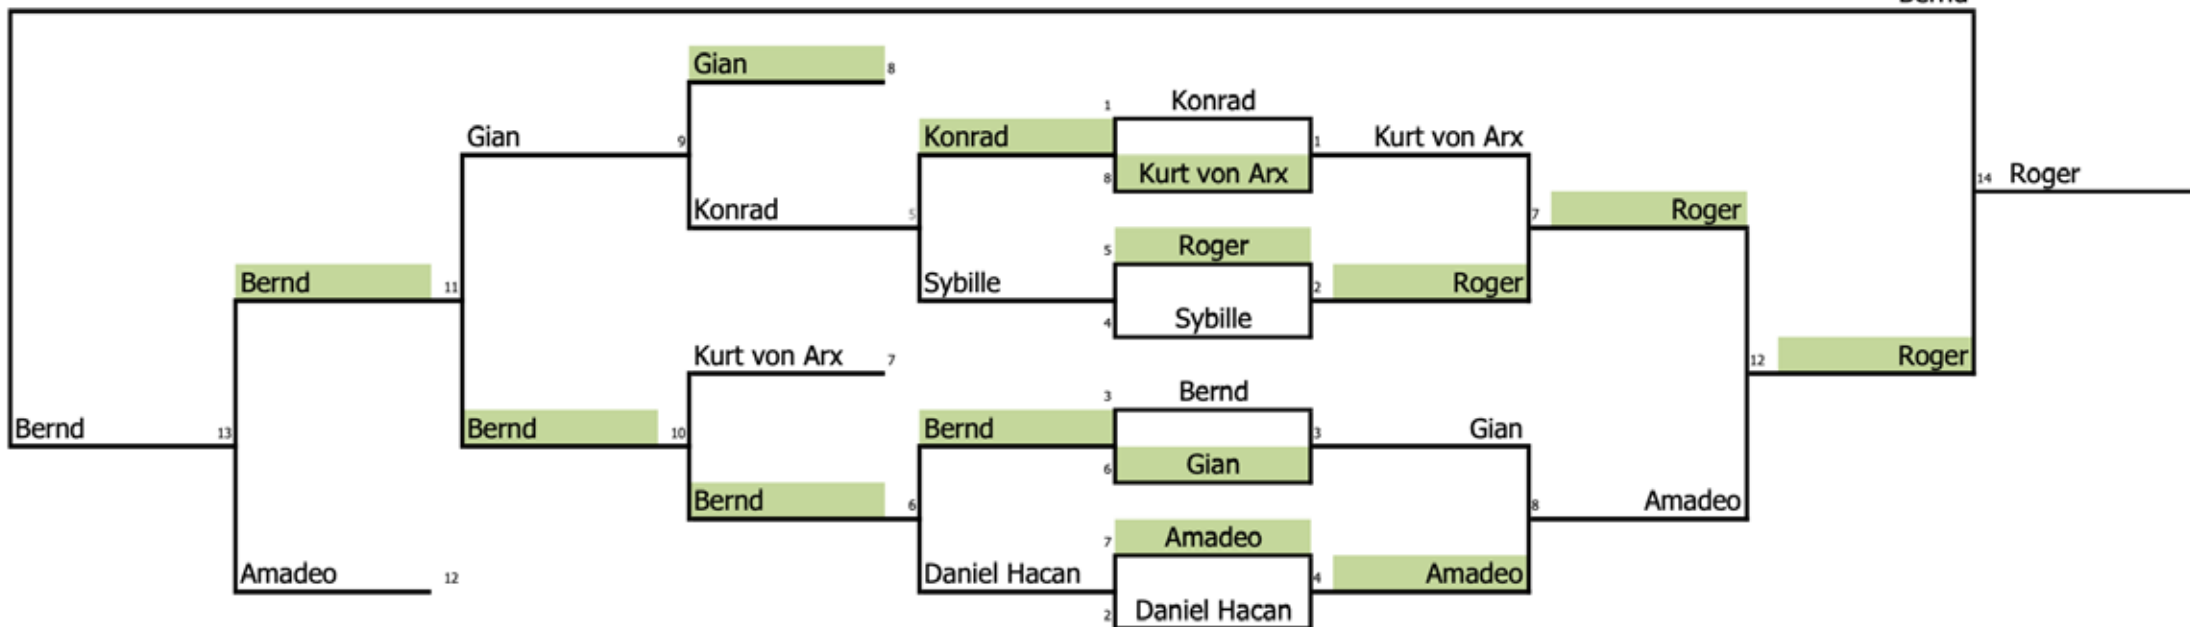 Bernd
Gian 8
1 Konrad
Gian 9 Konrad 1 Kurt von Arx
8 Kurt von Arx 14 Roger
Konrad 5 7 Roger
5 Roger
Bernd 11 Sybille 2 Roger
4 Sybille
Kurt von Arx 7 12 Roger
3 Bernd
Bernd 13 Bernd 10 Bernd 3 Gian
6 Gian
Bernd 6 8 Amadeo
7 Amadeo
Amadeo 12 Daniel Hacan 4 Amadeo
2 Daniel Hacan